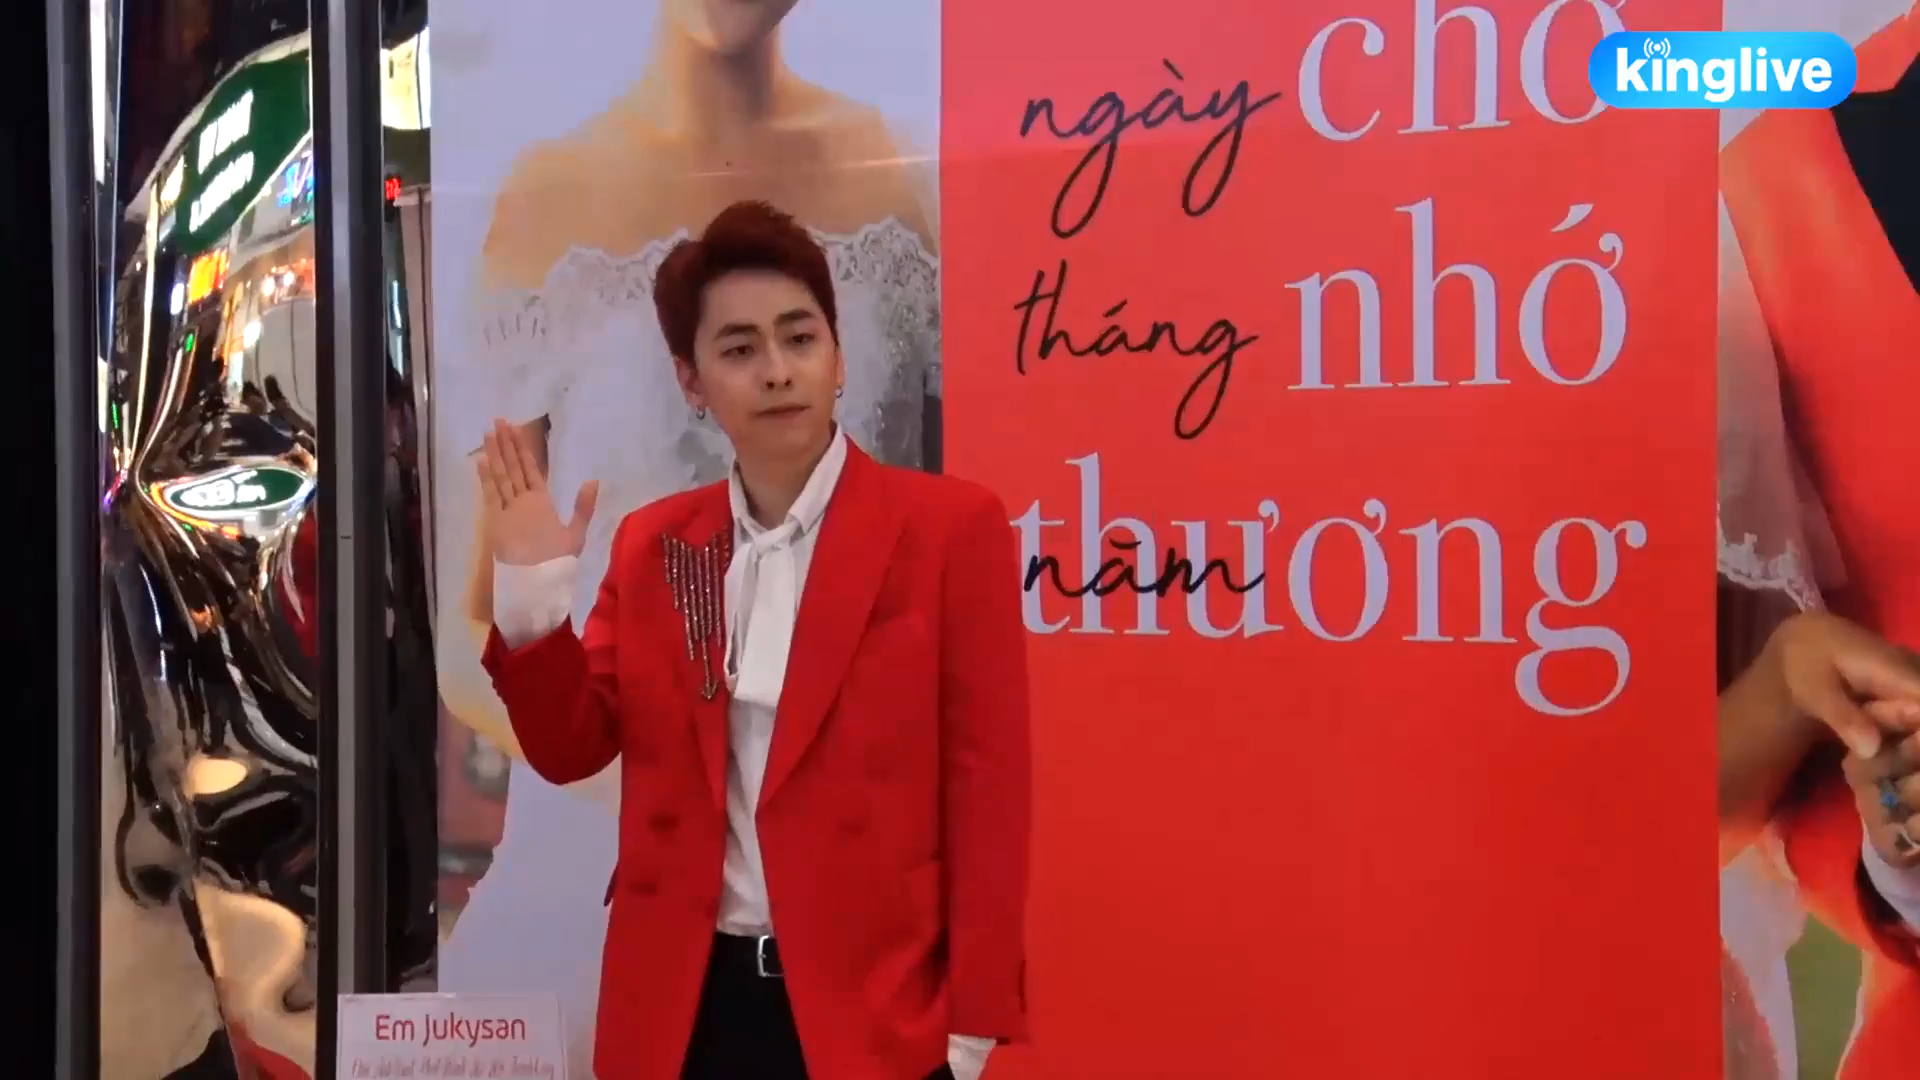 kinglive
ngày chờ
tháng nhớ
năm thương
Em Jukysan